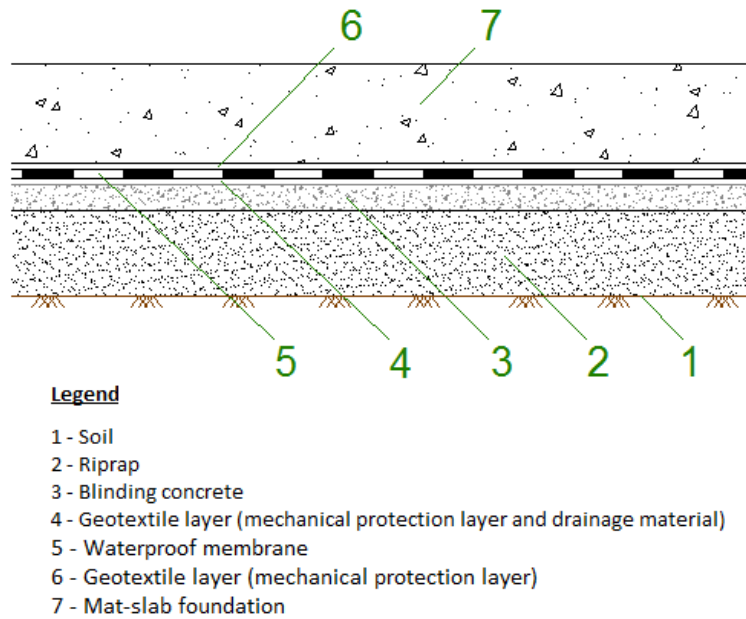 6 7
5 4 3 2 1
Legend
1 - Soil
2 - Riprap
3 - Blinding concrete
4 - Geotextile layer (mechanical protection layer and drainage material)
5 - Waterproof membrane
6 - Geotextile layer (mechanical protection layer)
7 - Mat-slab foundation